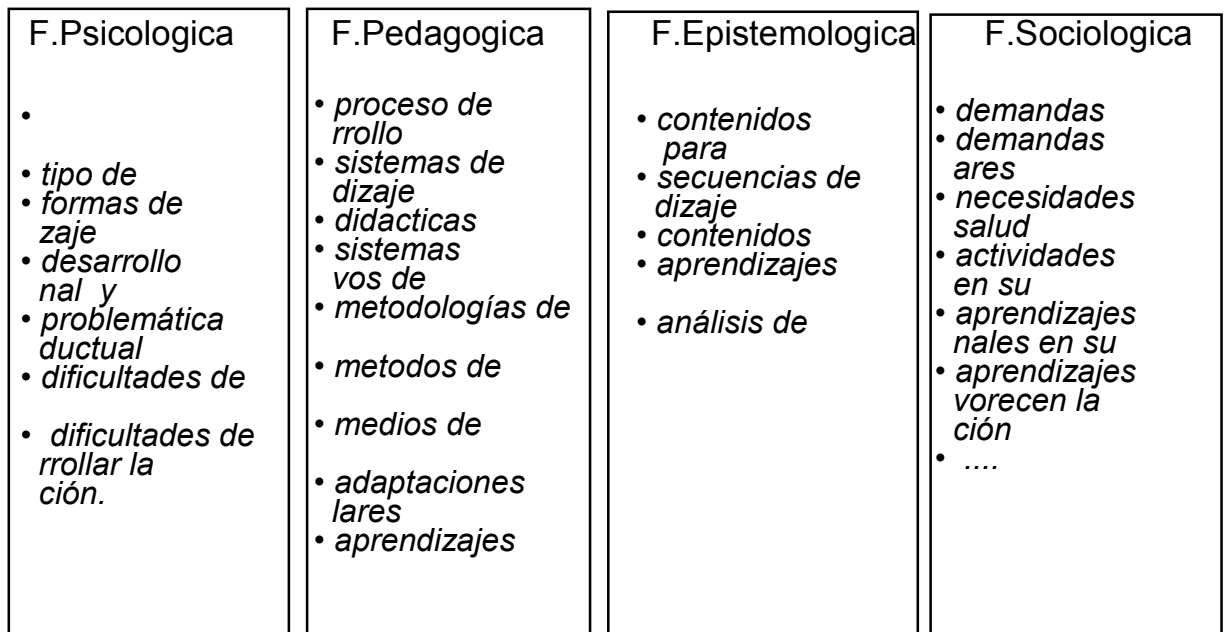 F.Psicologica
•
• tipo de
• formas de
zaje
• desarrollo
nal y
• problemática
ductual
• dificultades de
• dificultades de
rrollar la
ción.
F.Pedagogica
• proceso de
rrollo
• sistemas de
dizaje
• didácticas
• sistemas
vos de
• metodologías de
• metodos de
• medios de
• adaptaciones
lares
• aprendizajes
F.Epistemologica
• contenidos
para
• secuencias de
dizaje
• contenidos
• aprendizajes
• análisis de
F.Sociologica
• demandas
• demandas
ares
• necesidades
salud
• actividades
en su
• aprendizajes
nales en su
• aprendizajes
vorecen la
ción
• ....